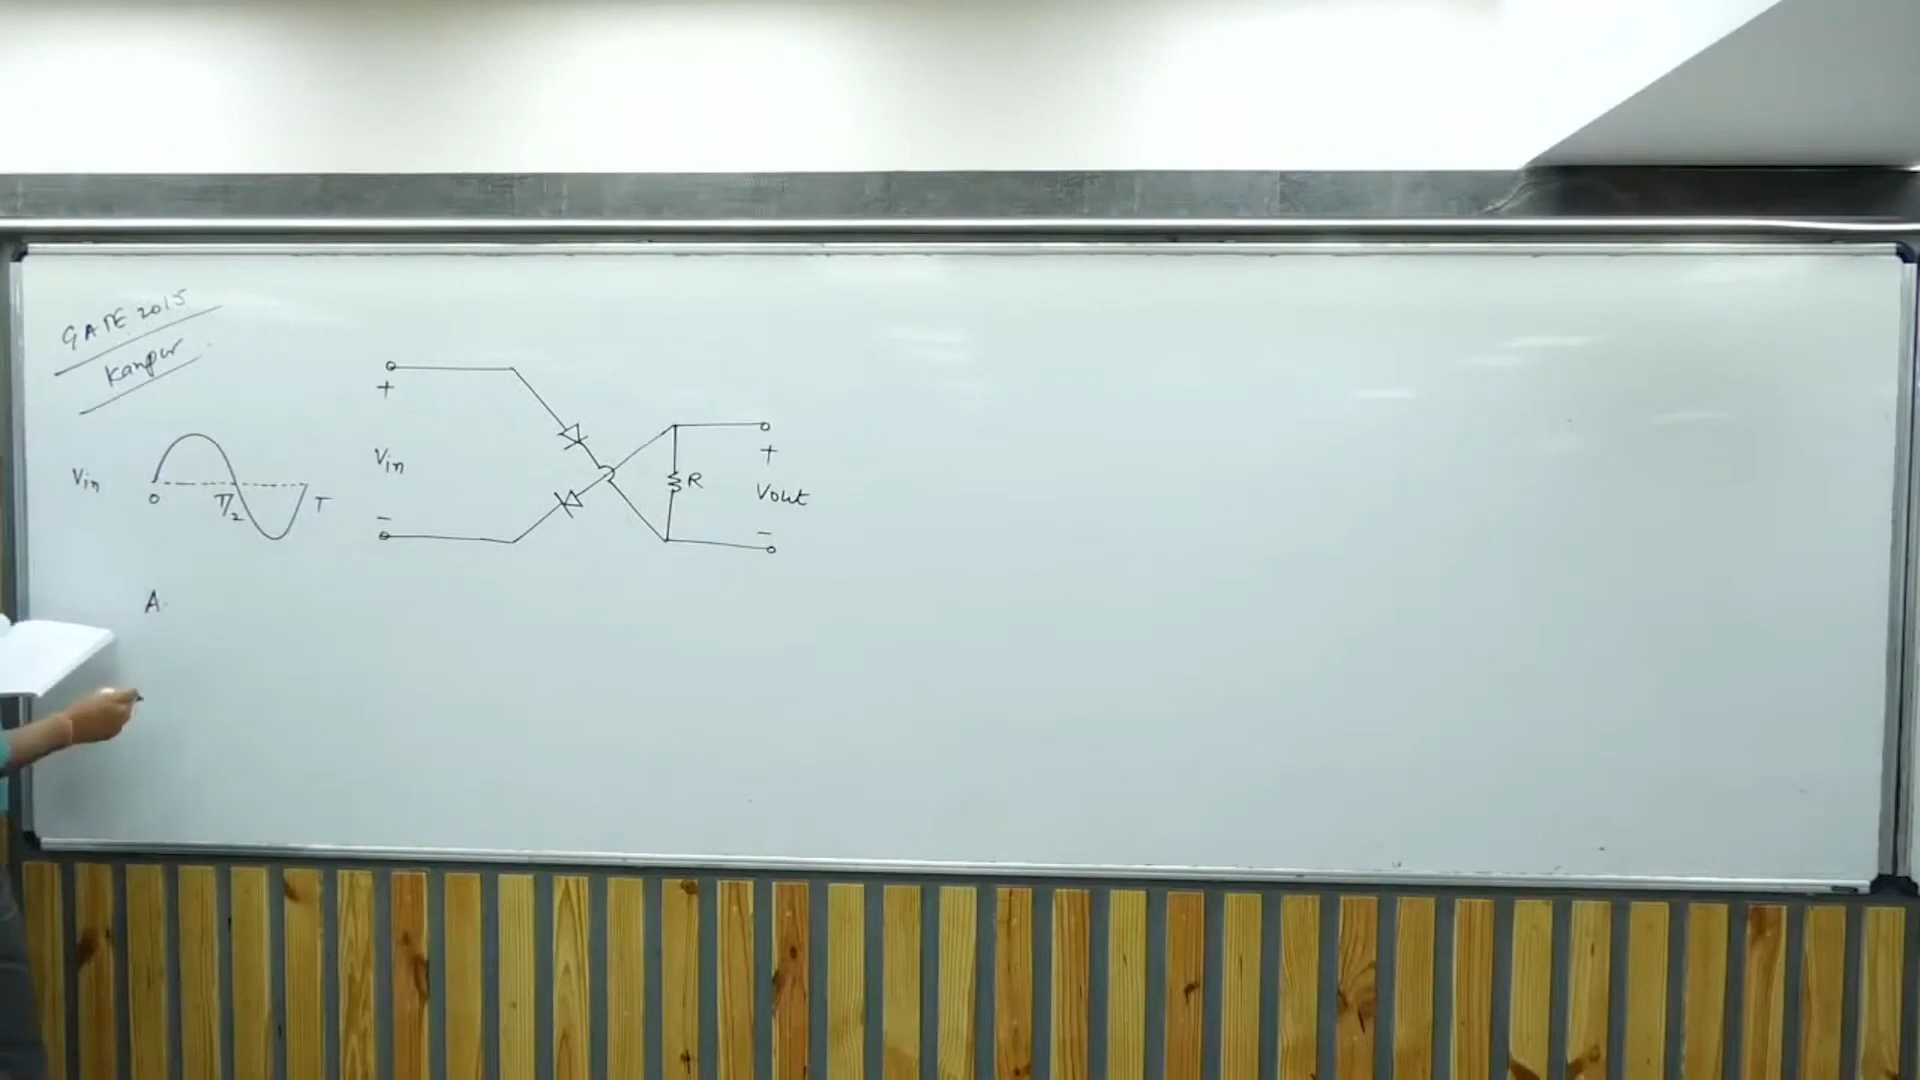 GATE 2015
Kanpur
+
Vin
-
R
+
Vout
-
Vin
0
π/2
T
A.